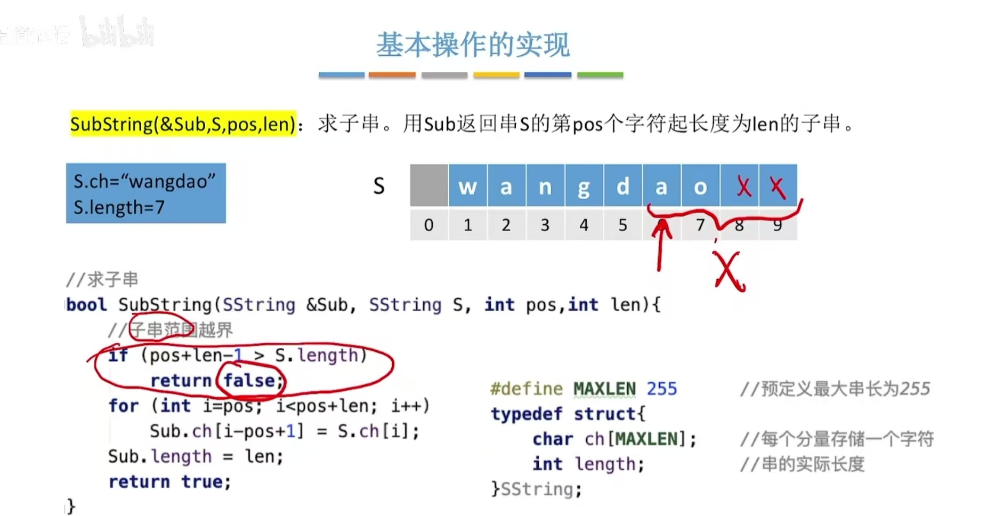 bilibili
基本操作的实现
SubString(&Sub,S,pos,len)：求子串。用Sub返回串S的第pos个字符起长度为len的子串。
S.ch=“wangdao”
S.length=7
S
w a n g d a o x x
0 1 2 3 4 5 7 8 9
X
//求子串
bool SubString(SString &Sub, SString S, int pos,int len){
//子串范围越界
if (pos+len-1 > S.length)
return false;
for (int i=pos; i<pos+len; i++)
Sub.ch[i-pos+1] = S.ch[i];
Sub.length = len;
return true;
}
#define MAXLEN 255 //预定义最大串长为255
typedef struct{
char ch[MAXLEN]; //每个分量存储一个字符
int length; //串的实际长度
}SString;